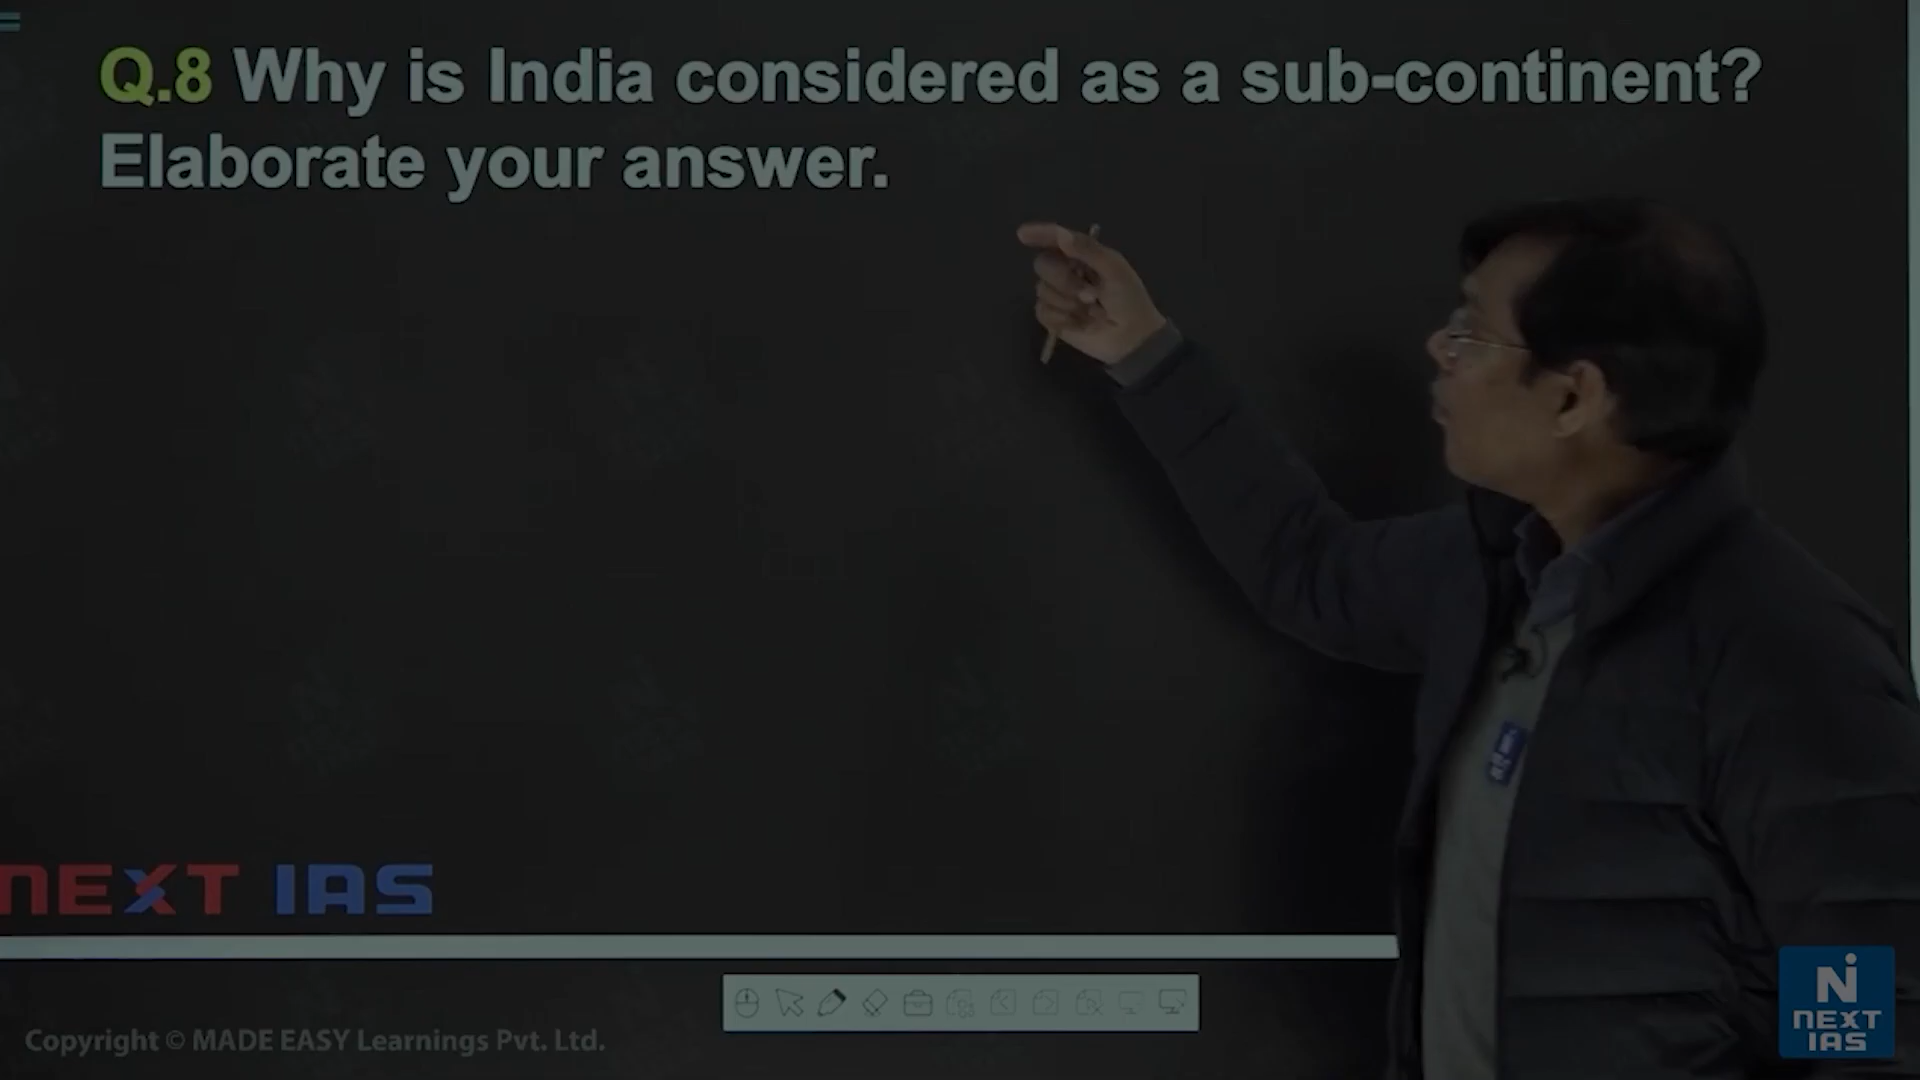 Q.8 Why is India considered as a sub-continent?
Elaborate your answer.
NEXT IAS
Copyright © MADE EASY Learnings Pvt. Ltd.
N
NEXT
IAS